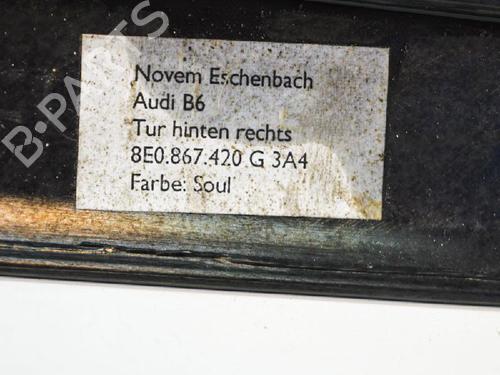 B-PARTS
Novem Eschenbach
Audi B6
Tur hinten rechts
8E0.867.420 G 3A4
Farbe: Soul